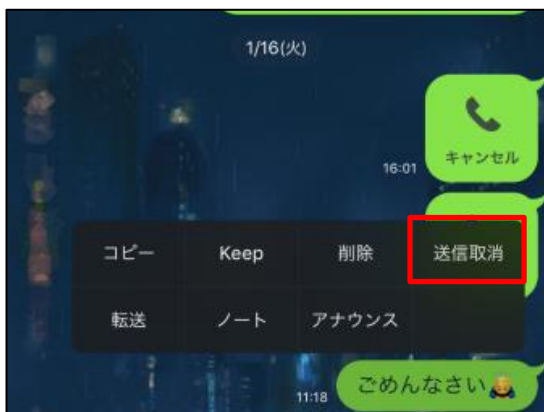 1/16(火)
キャンセル
16:01
コピー Keep 削除 送信取消
転送 ノート アナウンス
11:18 ごめんなさい🙇